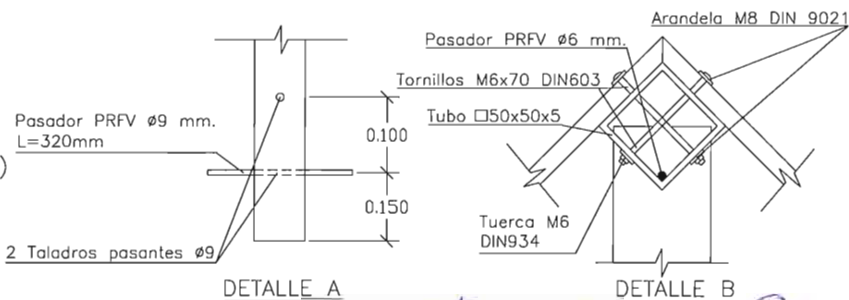 Arandela M8 DIN 9021
Pasador PRFV ø6 mm.
Tornillos M6x70 DIN603
Pasador PRFV ø9 mm.
L=320mm
Tubo □50x50x5
0.100
0.150
Tuerca M6
DIN934
2 Taladros pasantes ø9
DETALLE A
DETALLE B